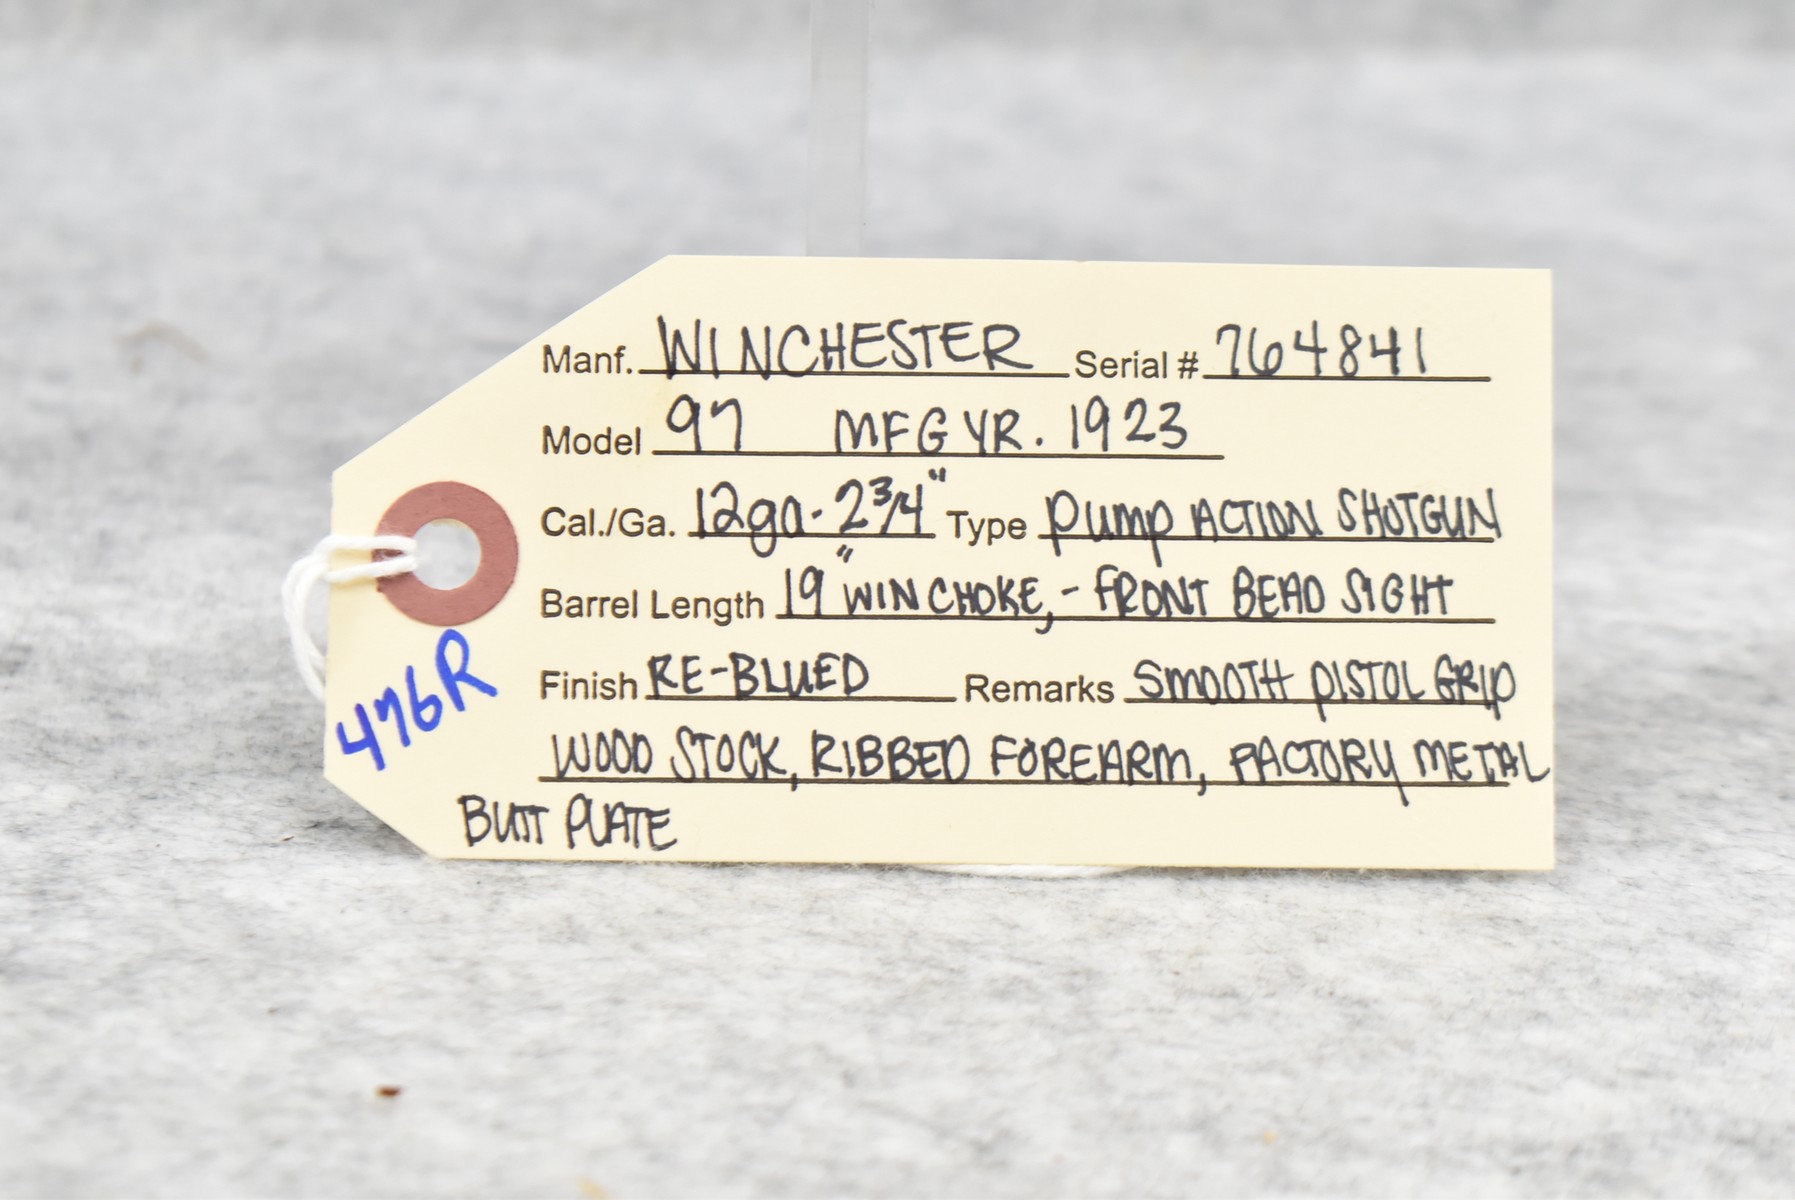 Manf. WINCHESTER Serial # 764841
Model 97 MFG YR. 1923
Cal./Ga. 12ga. 2 3/4" Type Pump ACTION SHOTGUN
Barrel Length 19" WIN CHOKE, - FRONT BEAD SIGHT
Finish RE-BLUED Remarks SMOOTH PISTOL GRIP
WOOD STOCK, RIBBED FOREARM, FACTORY METAL
BUTT PLATE
476R